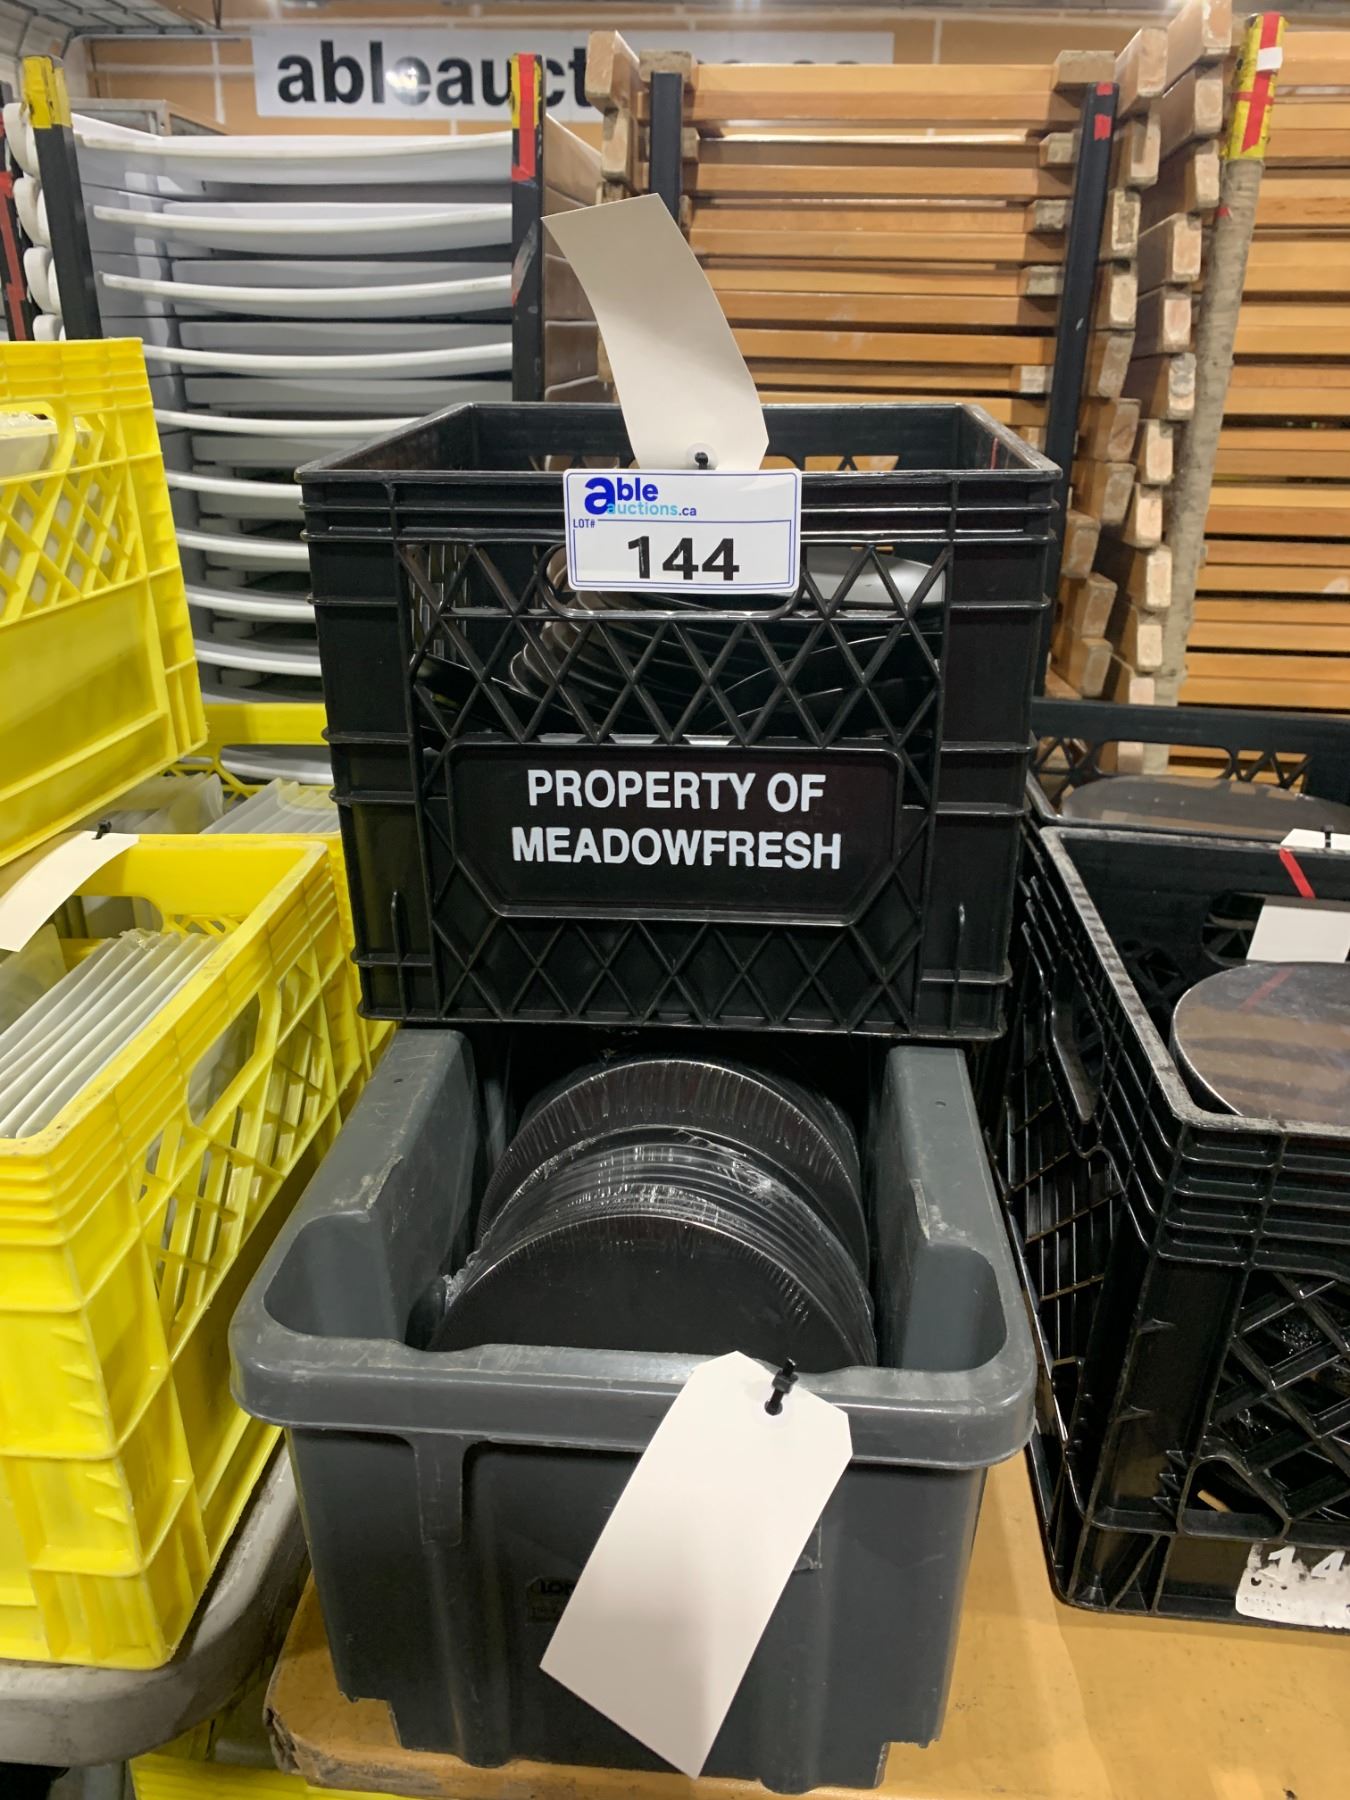 ableauct
able
auctions.ca
LOT#
144
PROPERTY OF
MEADOWFRESH